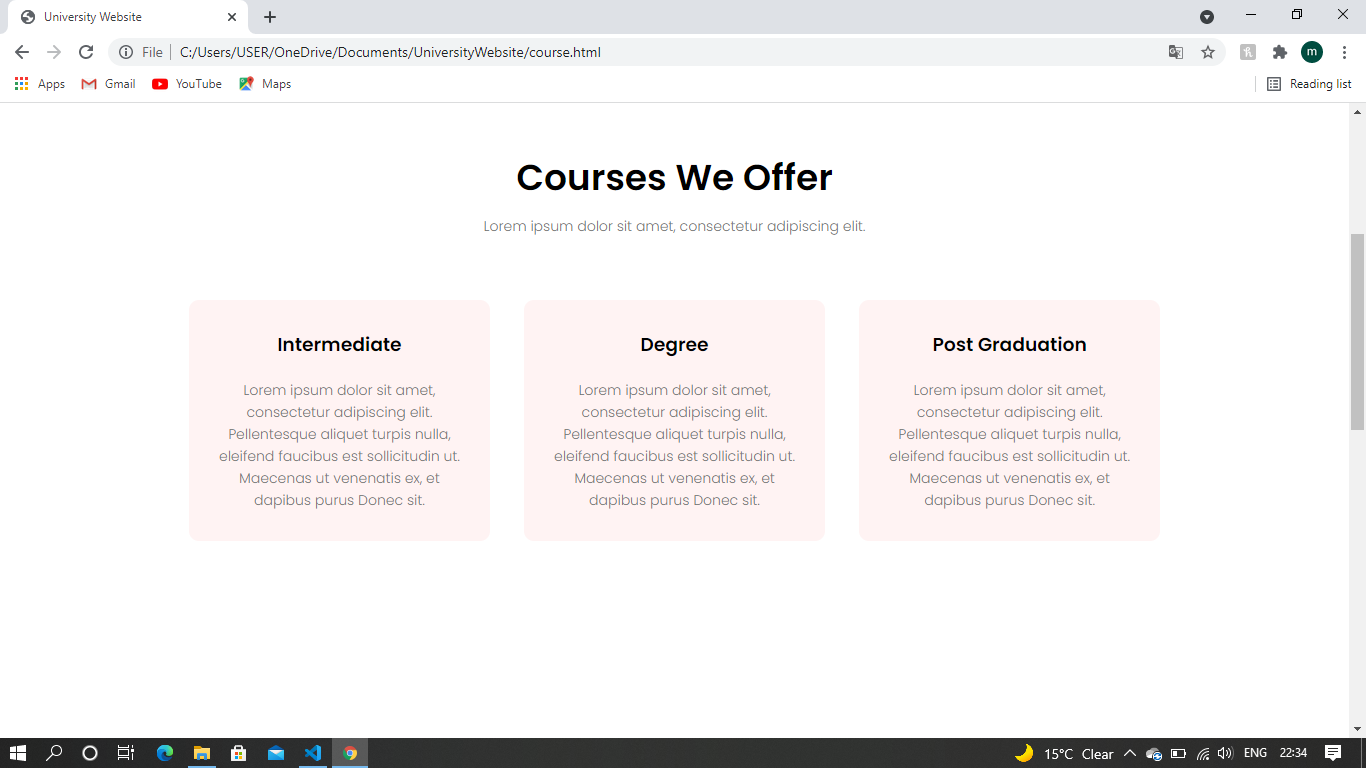 University Website
File
C:/Users/USER/OneDrive/Documents/UniversityWebsite/course.html
m
Apps
Gmail
YouTube
Maps
Reading list
Courses We Offer
Lorem ipsum dolor sit amet, consectetur adipiscing elit.
Intermediate
Lorem ipsum dolor sit amet,
consectetur adipiscing elit.
Pellentesque aliquet turpis nulla,
eleifend faucibus est sollicitudin ut.
Maecenas ut venenatis ex, et
dapibus purus Donec sit.
Degree
Lorem ipsum dolor sit amet,
consectetur adipiscing elit.
Pellentesque aliquet turpis nulla,
eleifend faucibus est sollicitudin ut.
Maecenas ut venenatis ex, et
dapibus purus Donec sit.
Post Graduation
Lorem ipsum dolor sit amet,
consectetur adipiscing elit.
Pellentesque aliquet turpis nulla,
eleifend faucibus est sollicitudin ut.
Maecenas ut venenatis ex, et
dapibus purus Donec sit.
15°C Clear
ENG
22:34